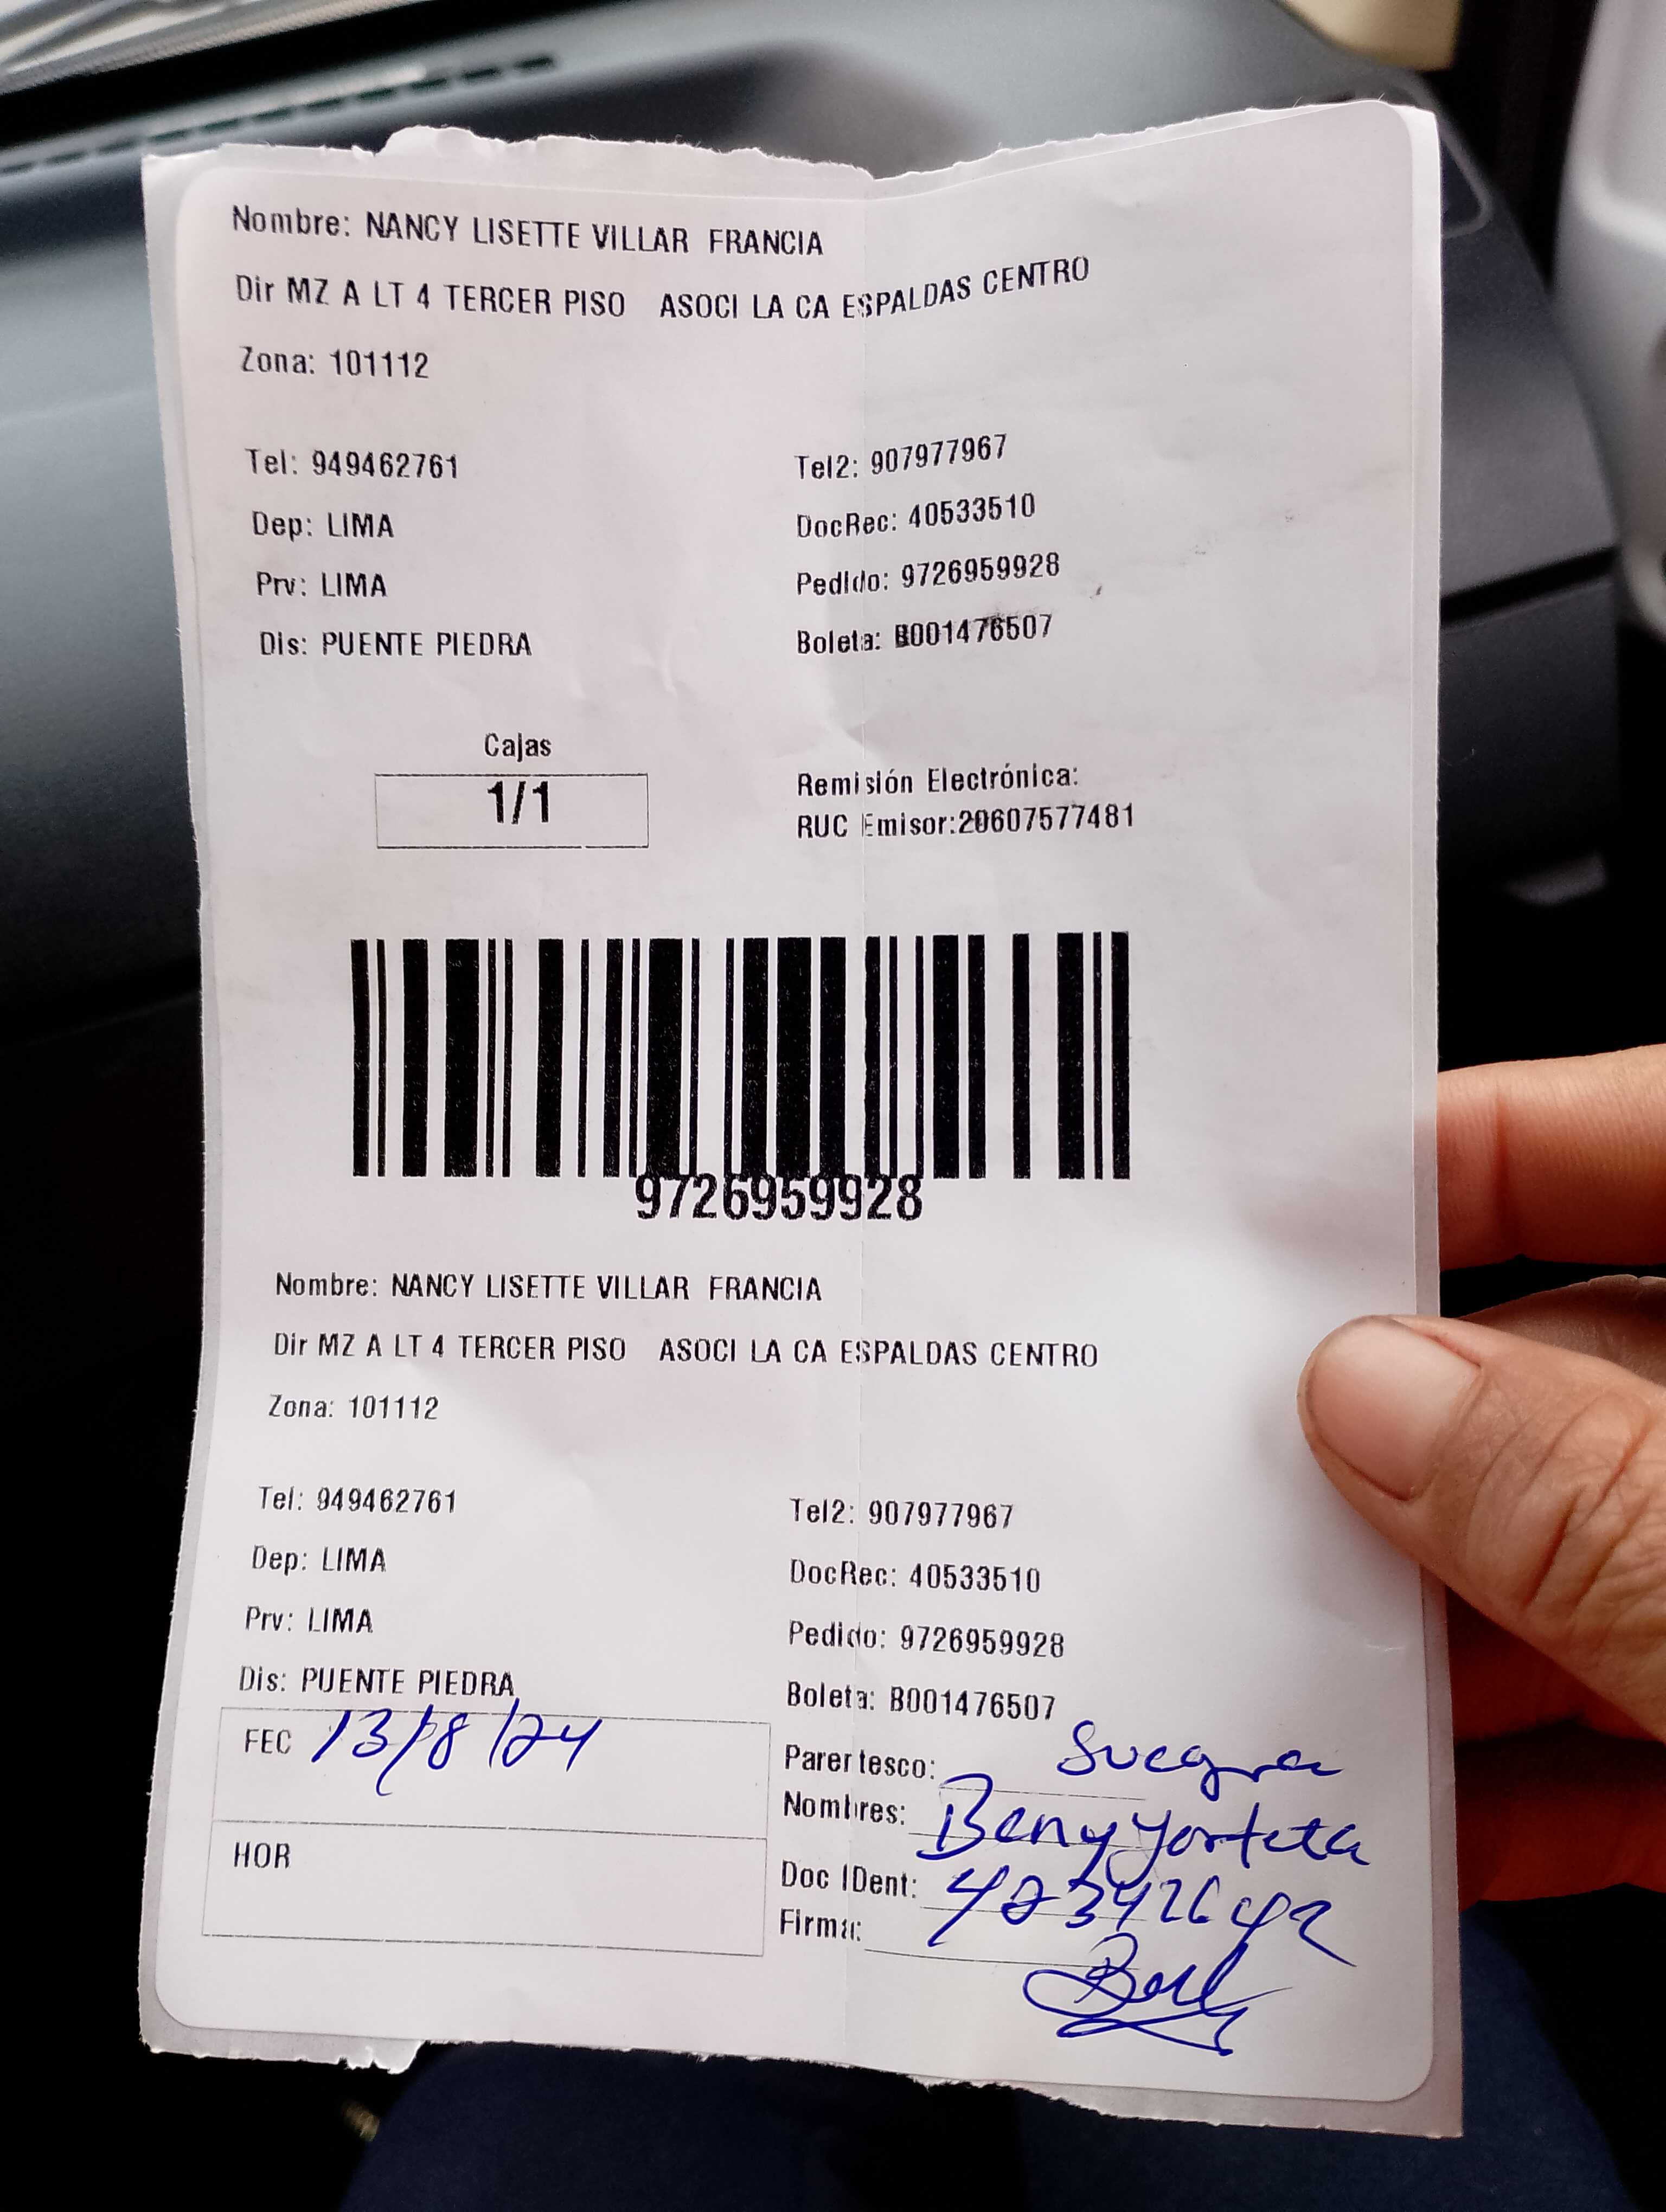 Nombre: NANCY LISETTE VILLAR FRANCIA
Dir MZ A LT 4 TERCER PISO ASOCI LA CA ESPALDAS CENTRO
Zona: 101112
Tel: 949462761 Tel2: 907977967
Dep: LIMA DocRec: 40533510
Prv: LIMA Pedido: 9726959928
Dis: PUENTE PIEDRA Boleta: B001476507
Cajas
1/1
Remisión Electrónica:
RUC Emisor:20607577481
9726959928
Nombre: NANCY LISETTE VILLAR FRANCIA
Dir MZ A LT 4 TERCER PISO ASOCI LA CA ESPALDAS CENTRO
Zona: 101112
Tel: 949462761 Tel2: 907977967
Dep: LIMA DocRec: 40533510
Prv: LIMA Pedido: 9726959928
Dis: PUENTE PIEDRA Boleta: B001476507
FEC 13/8/24
Parentesco: Suegra
Nombres: Beny
HOR
Doc IDent:
Firma: